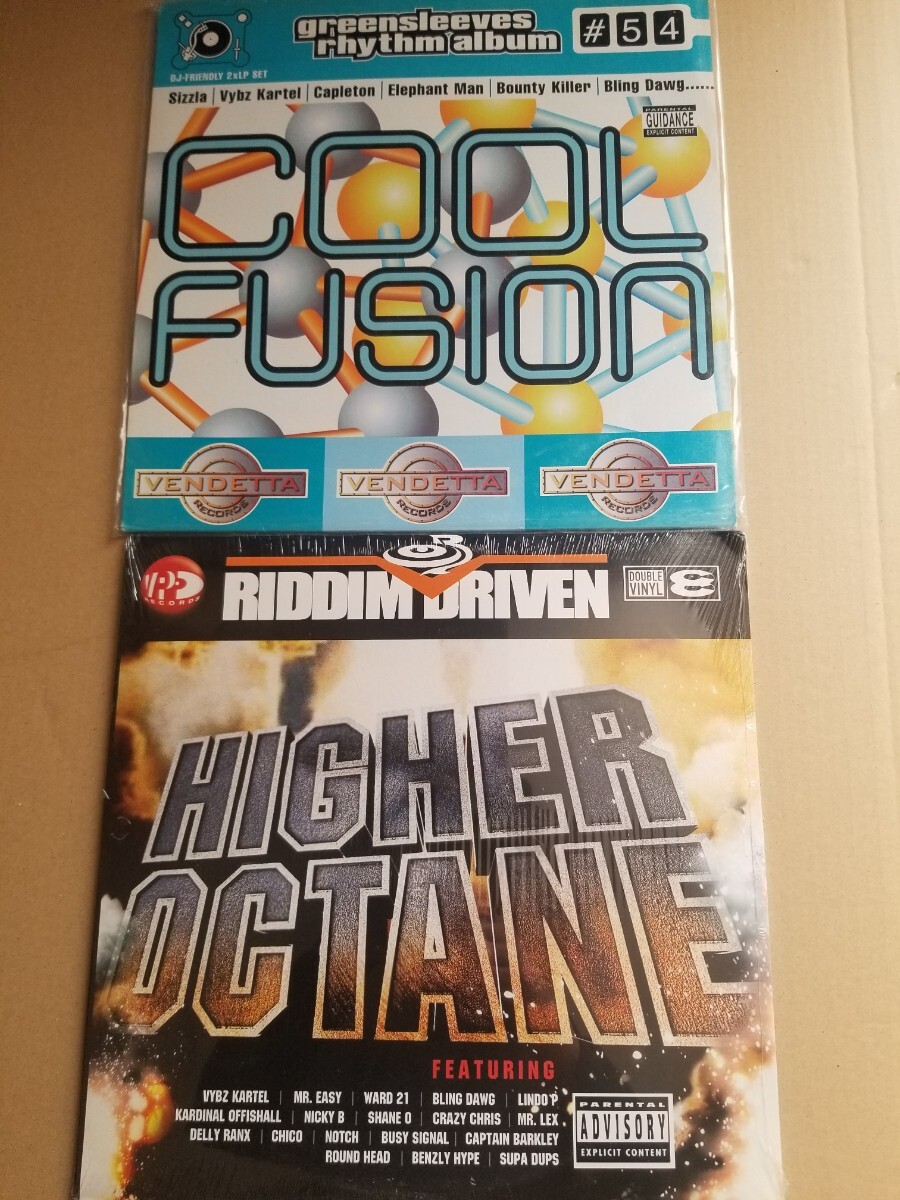 greensleeves
rhythm album
#54
DJ-FRIENDLY 2xLP SET
Sizzla | Vybz Kartel | Capleton | Elephant Man | Bounty Killer | Bling Dawg......
PARENTAL
GUIDANCE
EXPLICIT CONTENT
COOL
FUSION
VENDETTA
RECORDS
VENDETTA
RECORDS
VENDETTA
RECORDS
VP
RECORDS
RIDDIM DRIVEN
DOUBLE
VINYL
HIGHER
OCTANE
FEATURING
VYBZ KARTEL | MR. EASY | WARD 21 | BLING DAWG | LINDO P
KARDINAL OFFISHALL | NICKY B | SHANE O | CRAZY CHRIS | MR. LEX
DELLY RANX | CHICO | NOTCH | BUSY SIGNAL | CAPTAIN BARKLEY
ROUND HEAD | BENZLY HYPE | SUPA DUPS
PARENTAL
ADVISORY
EXPLICIT CONTENT